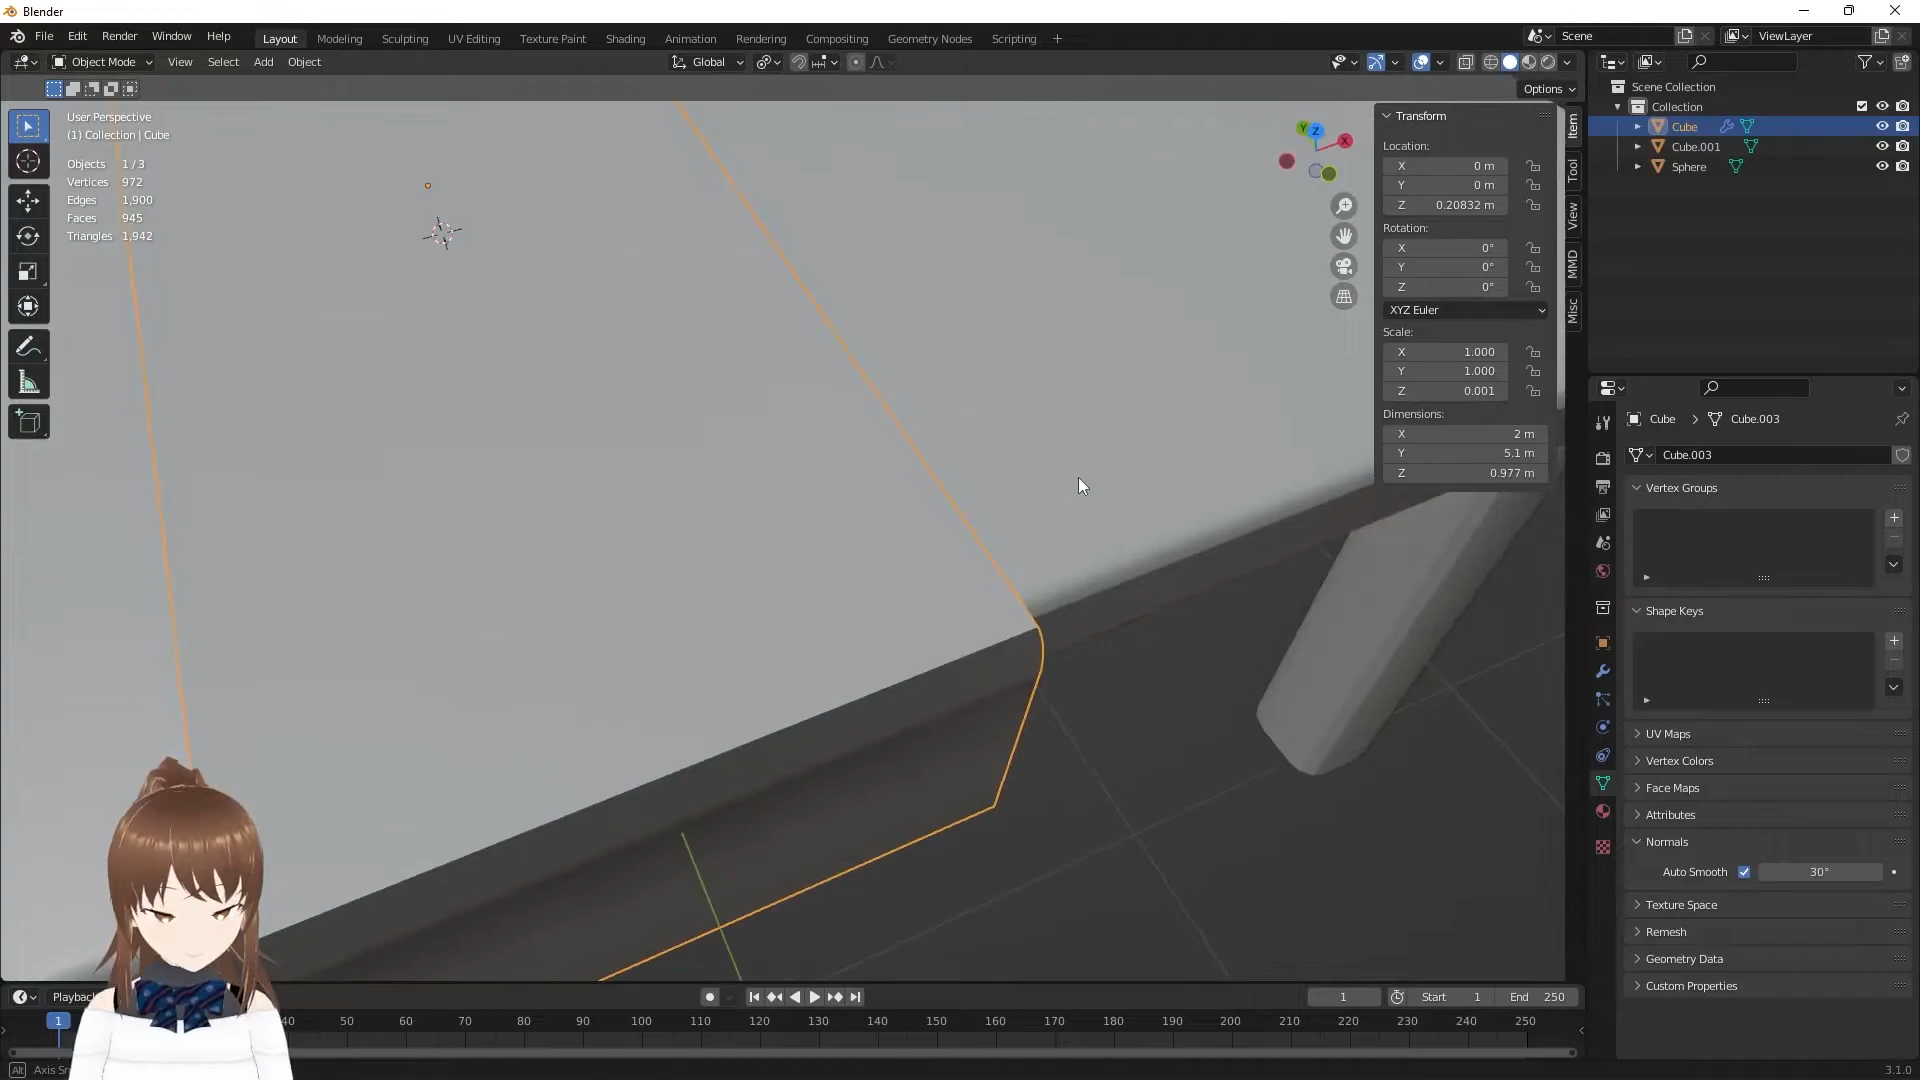 Blender
File Edit Render Window Help
Layout Modeling Sculpting UV Editing Texture Paint Shading Animation Rendering Compositing Geometry Nodes Scripting +
Scene
ViewLayer
Object Mode View Select Add Object
Global
Options
User Perspective
(1) Collection | Cube
Objects 1/3
Vertices 972
Edges 1,900
Faces 945
Triangles 1,942
Y Z X
Transform
Location:
X 0 m
Y 0 m
Z 0.20832 m
Rotation:
X 0°
Y 0°
Z 0°
XYZ Euler
Scale:
X 1.000
Y 1.000
Z 0.001
Dimensions:
X 2 m
Y 5.1 m
Z 0.977 m
Item
Tool
View
MMD
Misc
Scene Collection
Collection
Cube
Cube.001
Sphere
Cube > Cube.003
Cube.003
Vertex Groups
Shape Keys
UV Maps
Vertex Colors
Face Maps
Attributes
Normals
Auto Smooth 30°
Texture Space
Remesh
Geometry Data
Custom Properties
Playback
1 Start 1 End 250
1 40 50 60 70 80 90 100 110 120 130 140 150 160 170 180 190 200 210 220 230 240 250
Alt Axis Sn
3.1.0